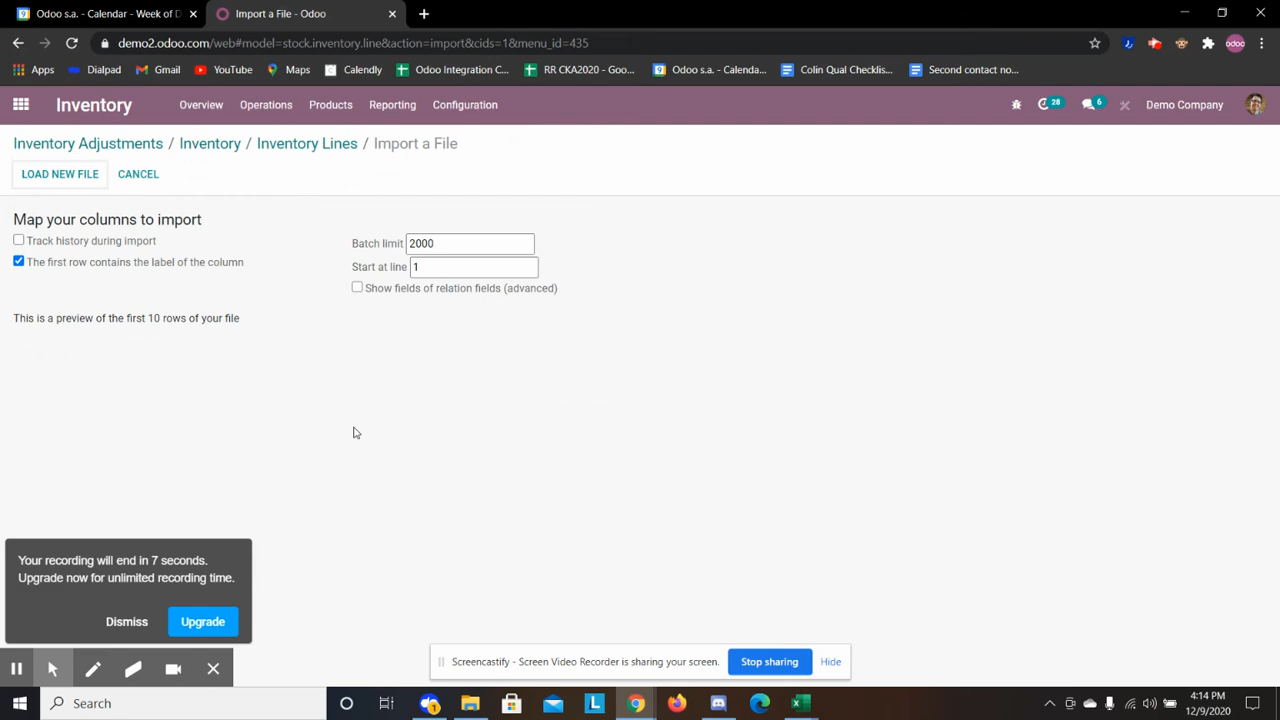 Odoo s.a. - Calendar - Week of D
Import a File - Odoo
demo2.odoo.com/web#model=stock.inventory.line&action=import&cids=1&menu_id=435
odoo
Apps
Dialpad
Gmail
YouTube
Maps
Calendly
Odoo Integration C...
RR CKA2020 - Goo...
Odoo s.a. - Calenda...
Colin Qual Checklis...
Second contact no...
Inventory
Overview
Operations
Products
Reporting
Configuration
28
6
Demo Company
Inventory Adjustments / Inventory / Inventory Lines / Import a File
LOAD NEW FILE
CANCEL
Map your columns to import
Track history during import
The first row contains the label of the column
Batch limit 2000
Start at line 1
Show fields of relation fields (advanced)
This is a preview of the first 10 rows of your file
Your recording will end in 7 seconds.
Upgrade now for unlimited recording time.
Dismiss
Upgrade
Screencastify - Screen Video Recorder is sharing your screen.
Stop sharing
Hide
Search
4:14 PM
12/9/2020